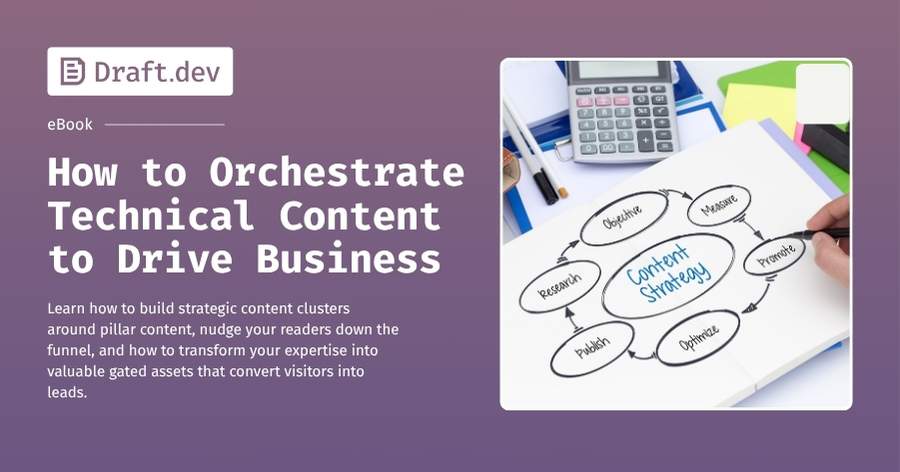 Draft.dev
eBook
How to Orchestrate
Technical Content
to Drive Business
Learn how to build strategic content clusters
around pillar content, nudge your readers down the
funnel, and how to transform your expertise into
valuable gated assets that convert visitors into
leads.
Objective
Measure
Promote
Optimize
Publish
Research
Content
Strategy